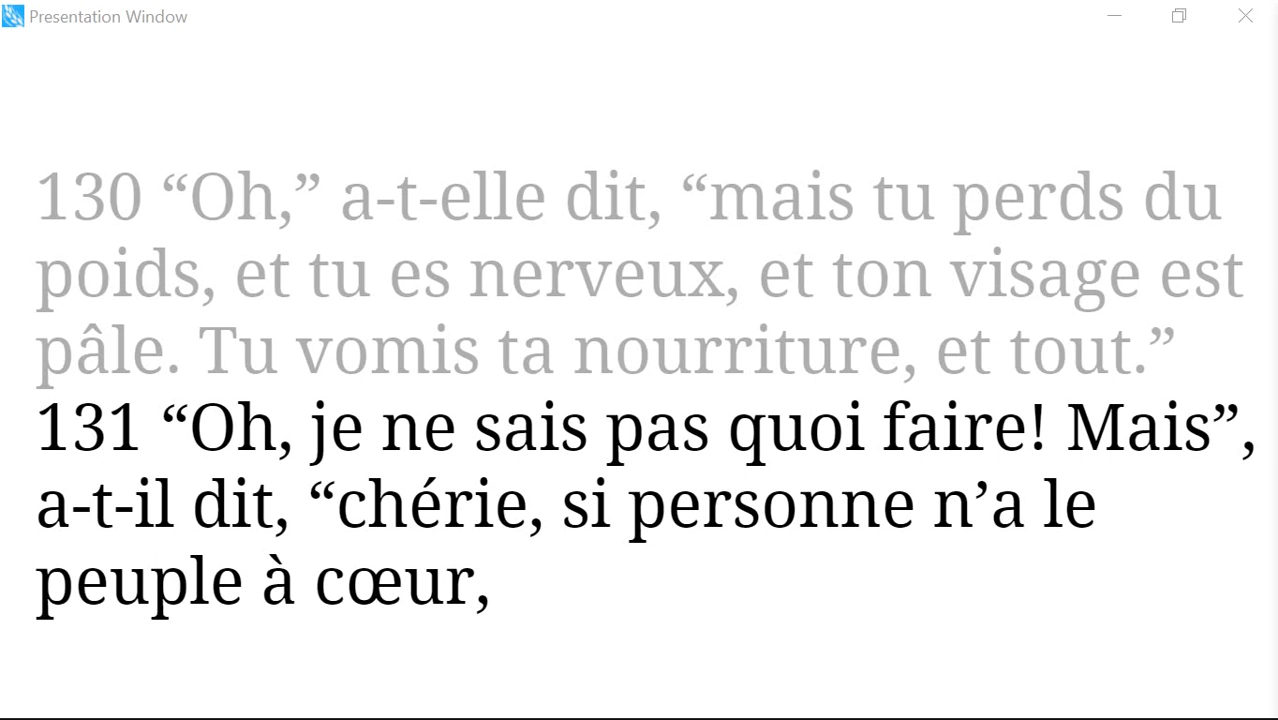 Presentation Window
130 “Oh,” a-t-elle dit, “mais tu perds du
poids, et tu es nerveux, et ton visage est
pâle. Tu vomis ta nourriture, et tout.”
131 “Oh, je ne sais pas quoi faire! Mais”,
a-t-il dit, “chérie, si personne n’a le
peuple à cœur,